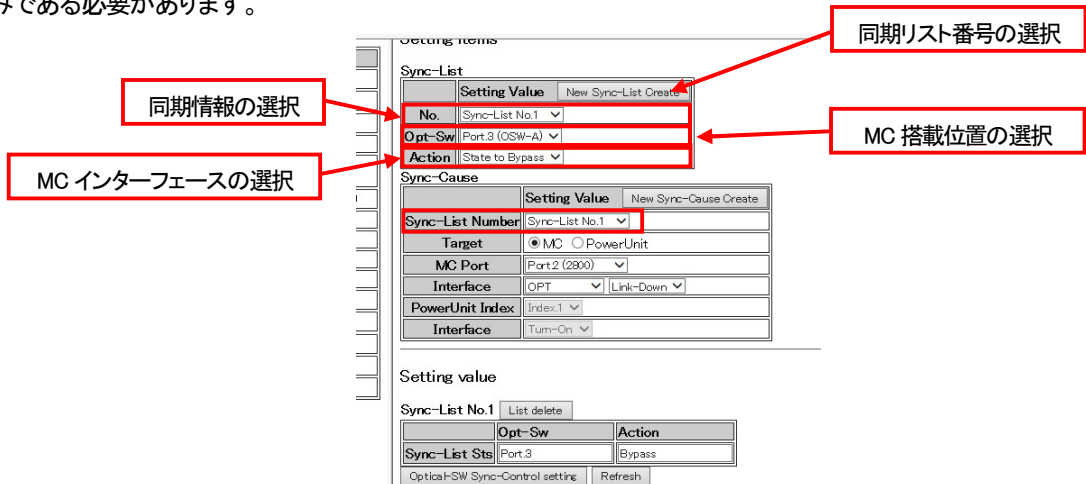 みである必要があります。
同期リスト番号の選択
Setting items
Sync-List
Setting Value New Sync-List Create
同期情報の選択
No. Sync-List No.1
Opt-Sw Port.3 (OSW-A)
MC 搭載位置の選択
Action State to Bypass
MC インターフェースの選択
Sync-Cause
Setting Value New Sync-Cause Create
Sync-List Number Sync-List No.1
Target MC PowerUnit
MC Port Port.2 (2800)
Interface OPT Link-Down
PowerUnit Index Index.1
Interface Turn-On
Setting value
Sync-List No.1 List delete
Opt-Sw Action
Sync-List Sts Port.3 Bypass
Optical-SW Sync-Control setting Refresh